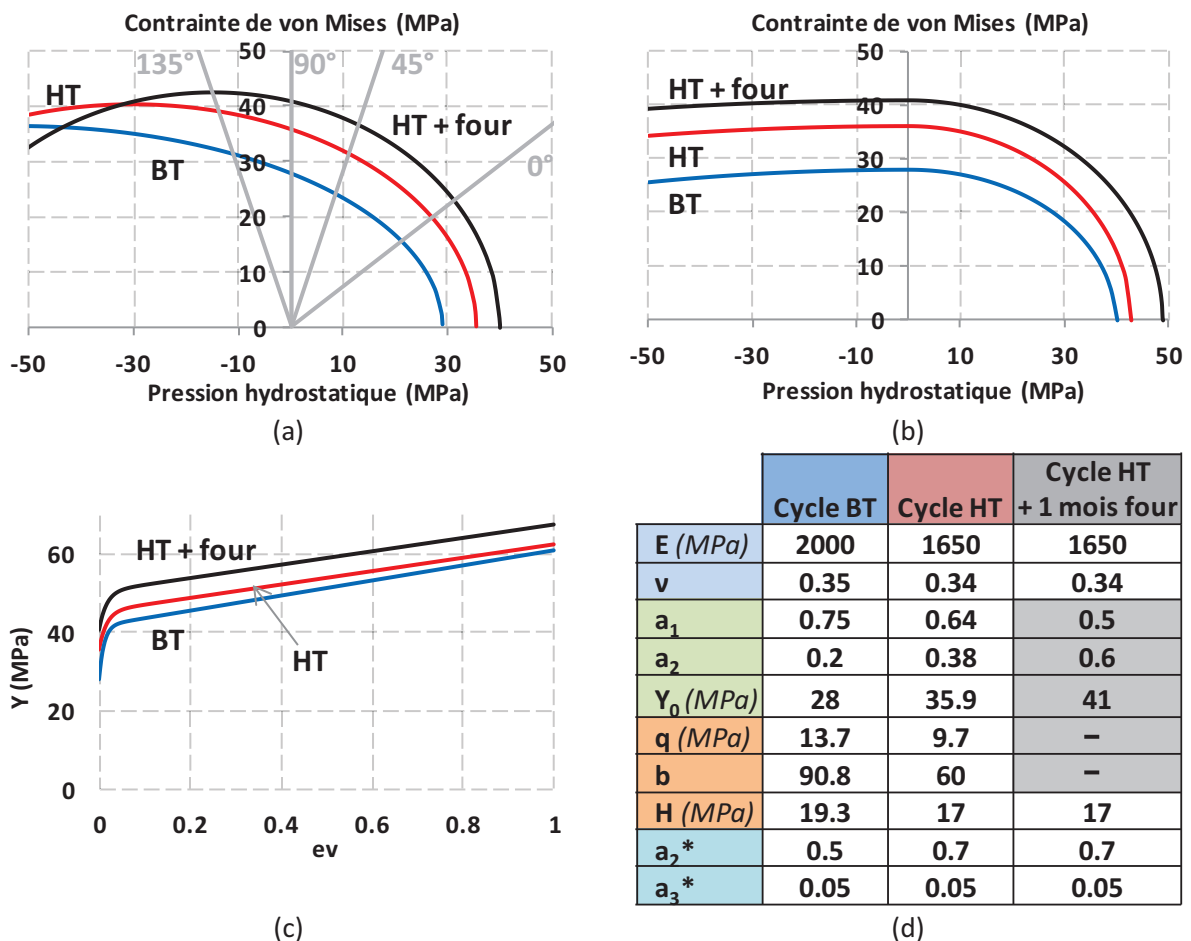 Contrainte de von Mises (MPa)
50
40
30
20
10
0
135°
90°
45°
0°
HT
HT + four
BT
-50
-30
-10
10
30
50
Pression hydrostatique (MPa)
(a)
Contrainte de von Mises (MPa)
50
40
30
20
10
0
HT + four
HT
BT
-50
-30
-10
10
30
50
Pression hydrostatique (MPa)
(b)
Y (MPa)
60
40
20
0
HT + four
BT
HT
0
0.2
0.4
0.6
0.8
1
ev
(c)
Cycle BT Cycle HT Cycle HT + 1 mois four
E (MPa) 2000 1650 1650
ν 0.35 0.34 0.34
a1 0.75 0.64 0.5
a2 0.2 0.38 0.6
Y0 (MPa) 28 35.9 41
q (MPa) 13.7 9.7 –
b 90.8 60 –
H (MPa) 19.3 17 17
a2* 0.5 0.7 0.7
a3* 0.05 0.05 0.05
(d)